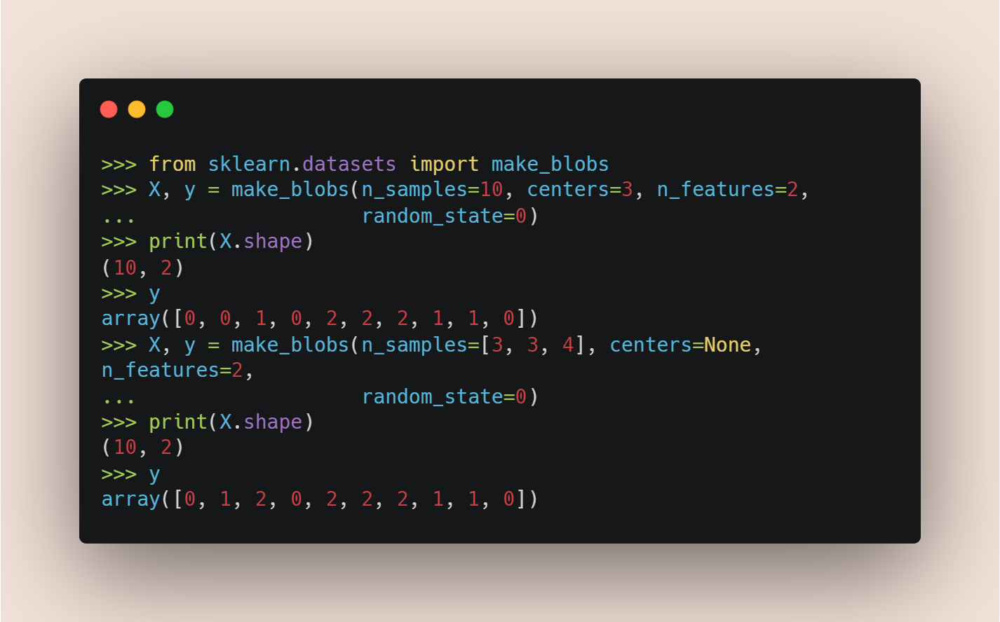 >>> from sklearn.datasets import make_blobs
>>> X, y = make_blobs(n_samples=10, centers=3, n_features=2,
...                   random_state=0)
>>> print(X.shape)
(10, 2)
>>> y
array([0, 0, 1, 0, 2, 2, 2, 1, 1, 0])
>>> X, y = make_blobs(n_samples=[3, 3, 4], centers=None,
n_features=2,
...                   random_state=0)
>>> print(X.shape)
(10, 2)
>>> y
array([0, 1, 2, 0, 2, 2, 2, 1, 1, 0])